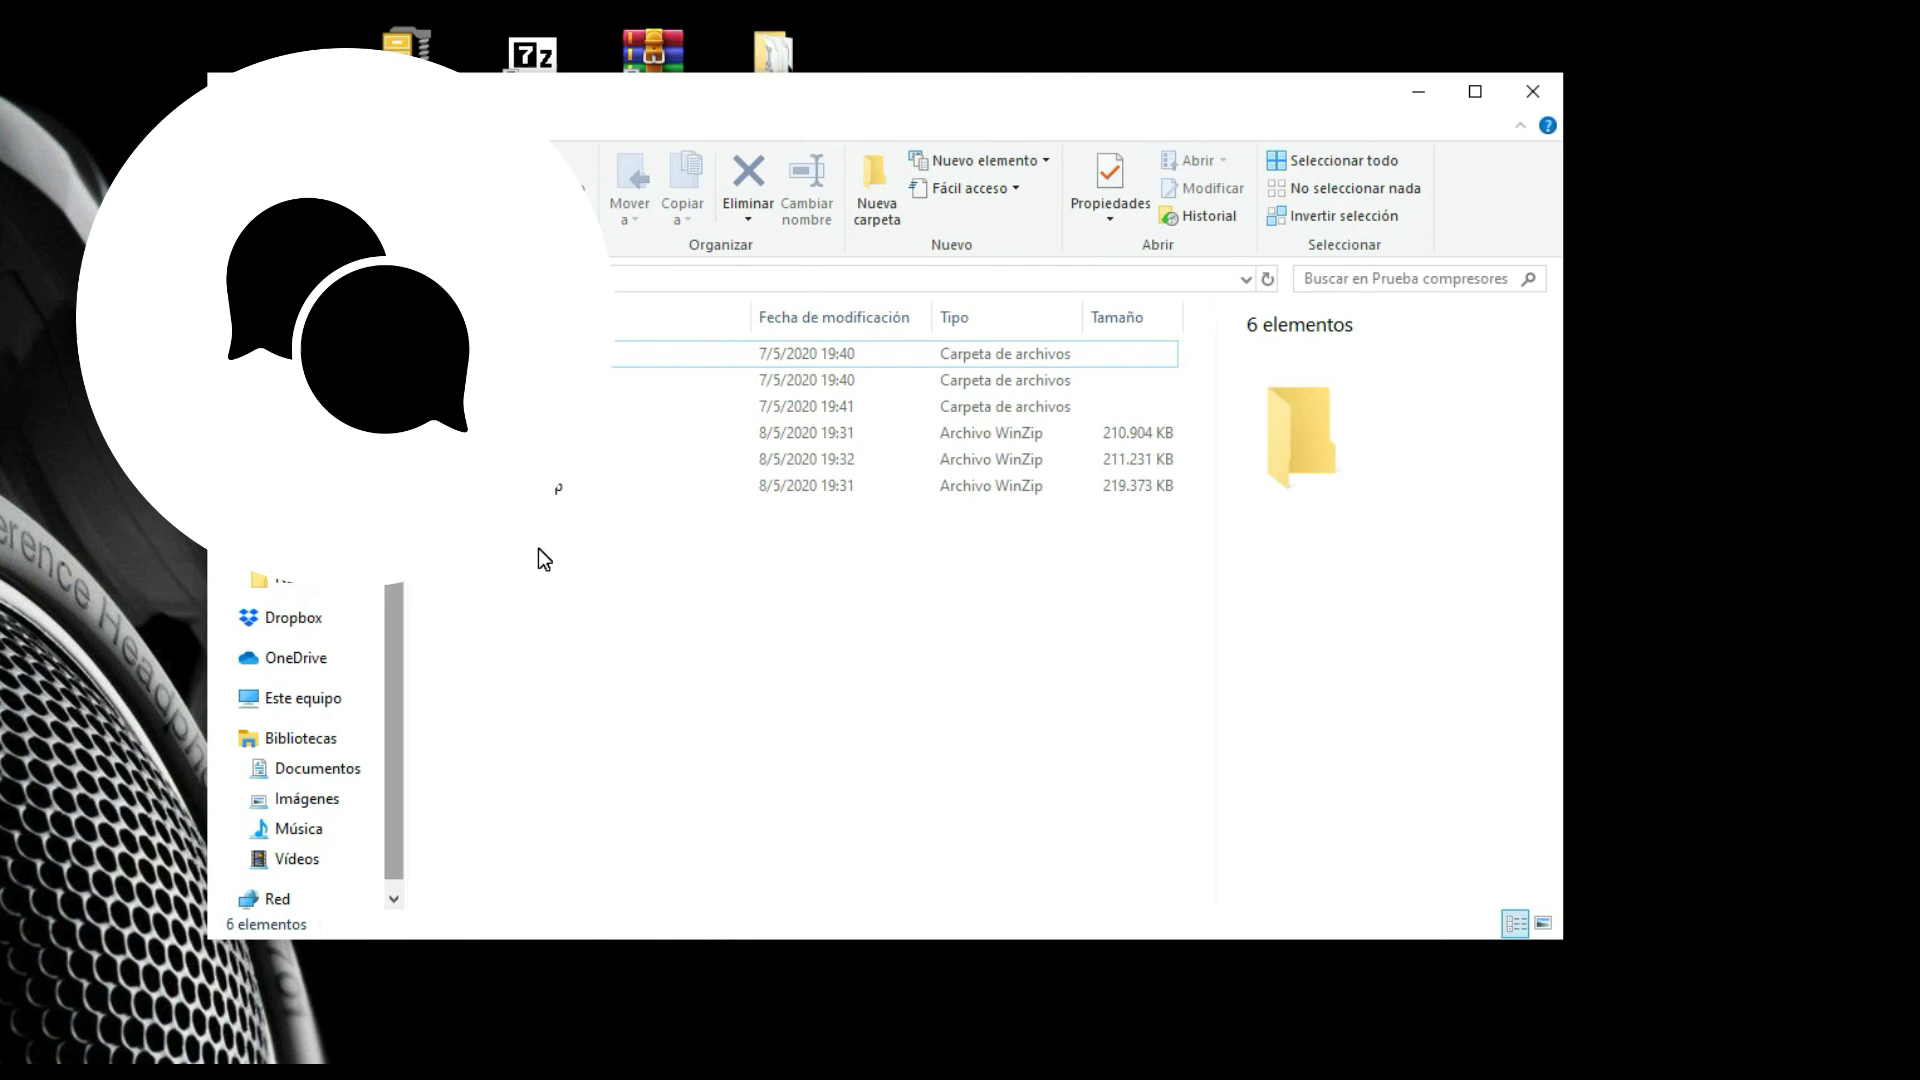 7z
Mover a
Copiar a
Eliminar
Cambiar nombre
Organizar
Nueva carpeta
Nuevo elemento
Fácil acceso
Nuevo
Propiedades
Abrir
Modificar
Historial
Abrir
Seleccionar todo
No seleccionar nada
Invertir selección
Seleccionar
Buscar en Prueba compresores
Fecha de modificación Tipo Tamaño
7/5/2020 19:40 Carpeta de archivos
7/5/2020 19:40 Carpeta de archivos
7/5/2020 19:41 Carpeta de archivos
8/5/2020 19:31 Archivo WinZip 210.904 KB
8/5/2020 19:32 Archivo WinZip 211.231 KB
p 8/5/2020 19:31 Archivo WinZip 219.373 KB
6 elementos
Dropbox
OneDrive
Este equipo
Bibliotecas
Documentos
Imágenes
Música
Vídeos
Red
6 elementos